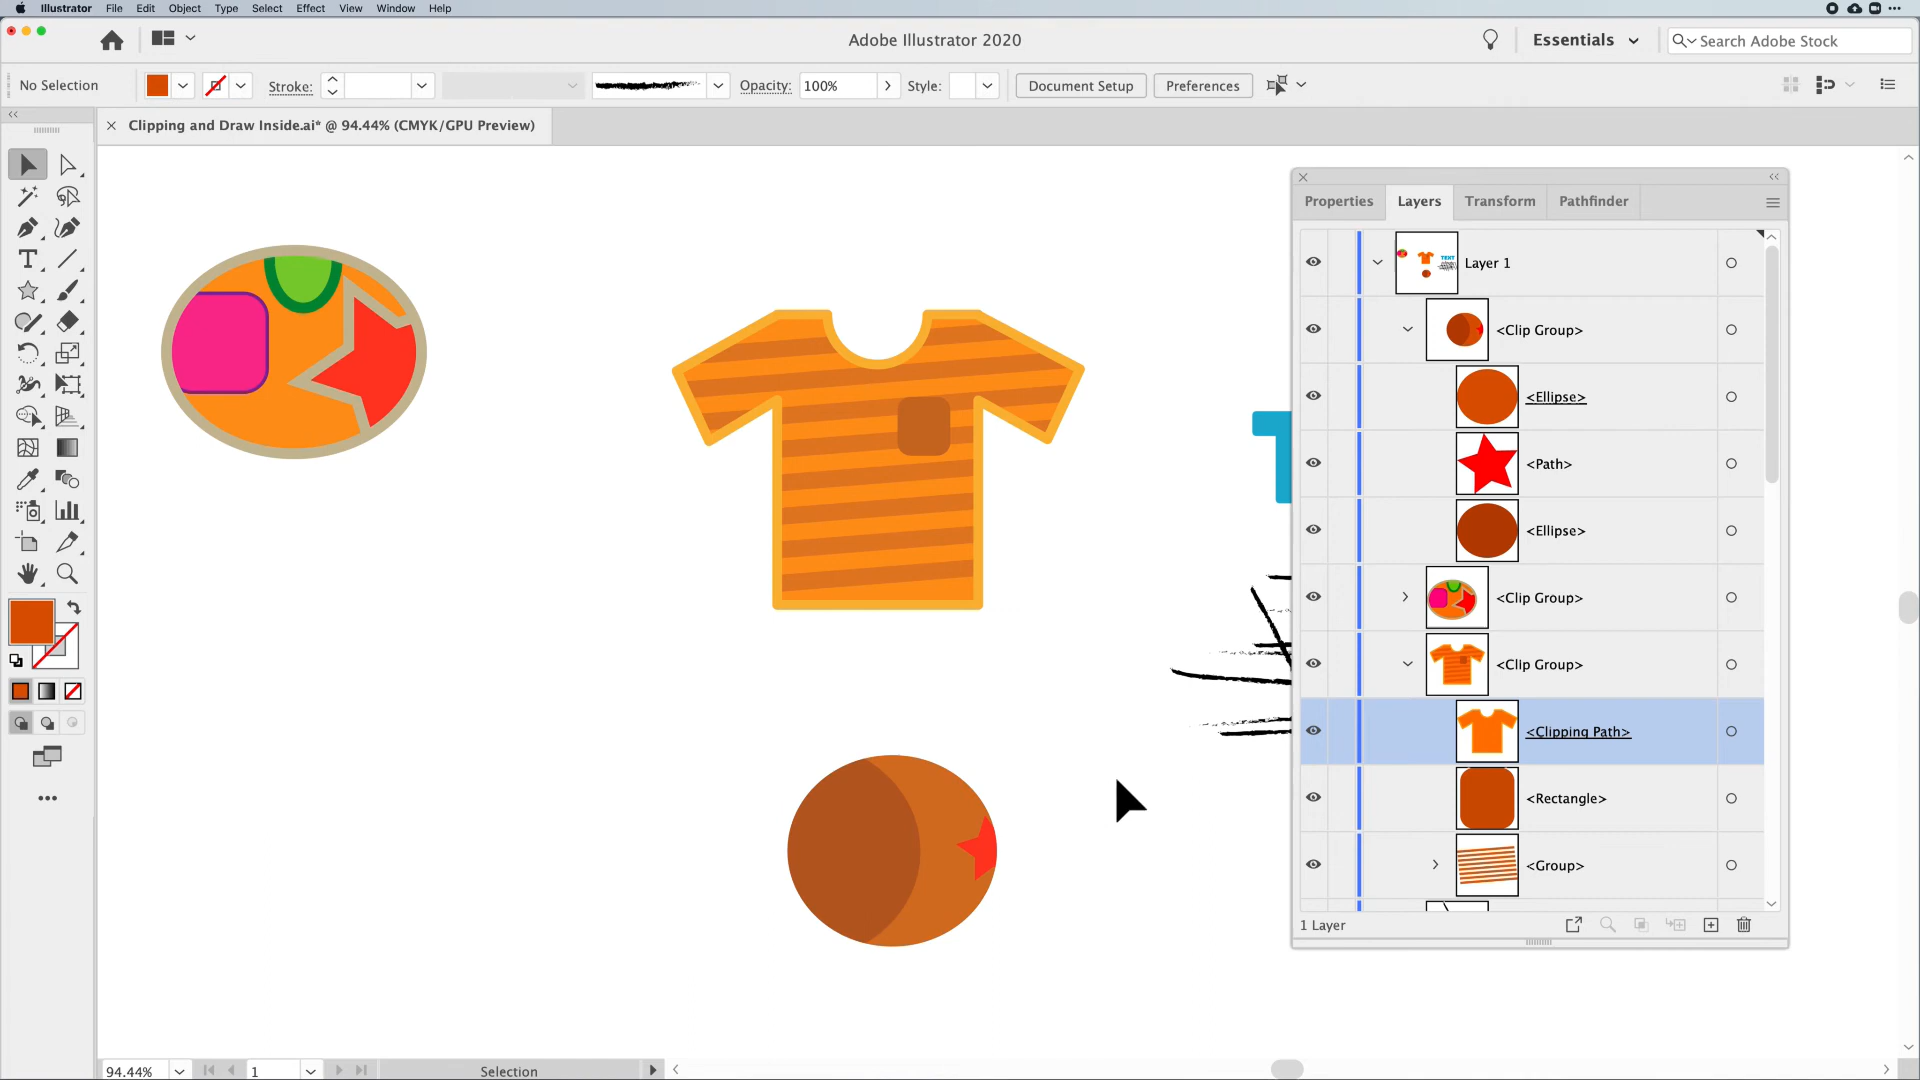 Illustrator File Edit Object Type Select Effect View Window Help
Adobe Illustrator 2020
Essentials
Search Adobe Stock
No Selection
Stroke:
Opacity: 100%
Style:
Document Setup
Preferences
Clipping and Draw Inside.ai* @ 94.44% (CMYK/GPU Preview)
Properties Layers Transform Pathfinder
Layer 1
<Clip Group>
<Ellipse>
<Path>
<Ellipse>
<Clip Group>
<Clip Group>
<Clipping Path>
<Rectangle>
<Group>
1 Layer
94.44%
1
Selection